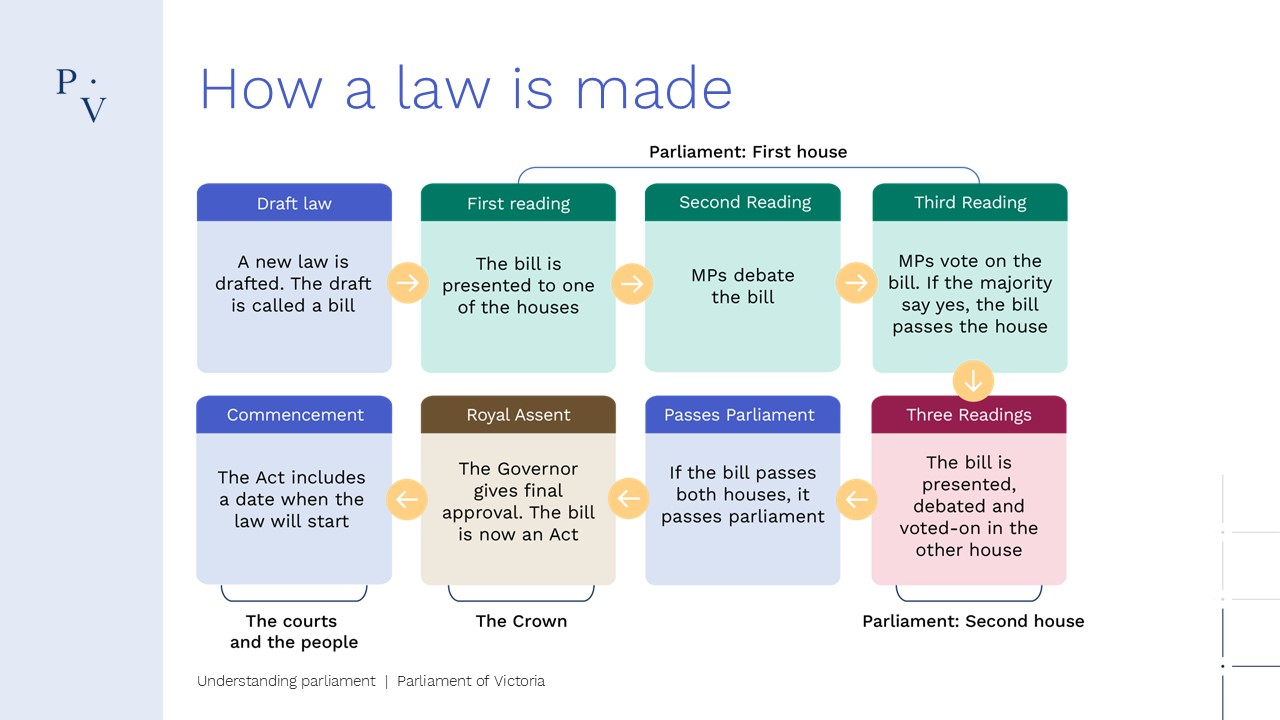 P .
V
How a law is made
Parliament: First house
Draft law
A new law is
drafted. The draft
is called a bill
First reading
The bill is
presented to one
of the houses
Second Reading
MPs debate
the bill
Third Reading
MPs vote on the
bill. If the majority
say yes, the bill
passes the house
Three Readings
The bill is
presented,
debated and
voted-on in the
other house
Parliament: Second house
Passes Parliament
If the bill passes
both houses, it
passes parliament
Royal Assent
The Governor
gives final
approval. The bill
is now an Act
The Crown
Commencement
The Act includes
a date when the
law will start
The courts
and the people
Understanding parliament | Parliament of Victoria